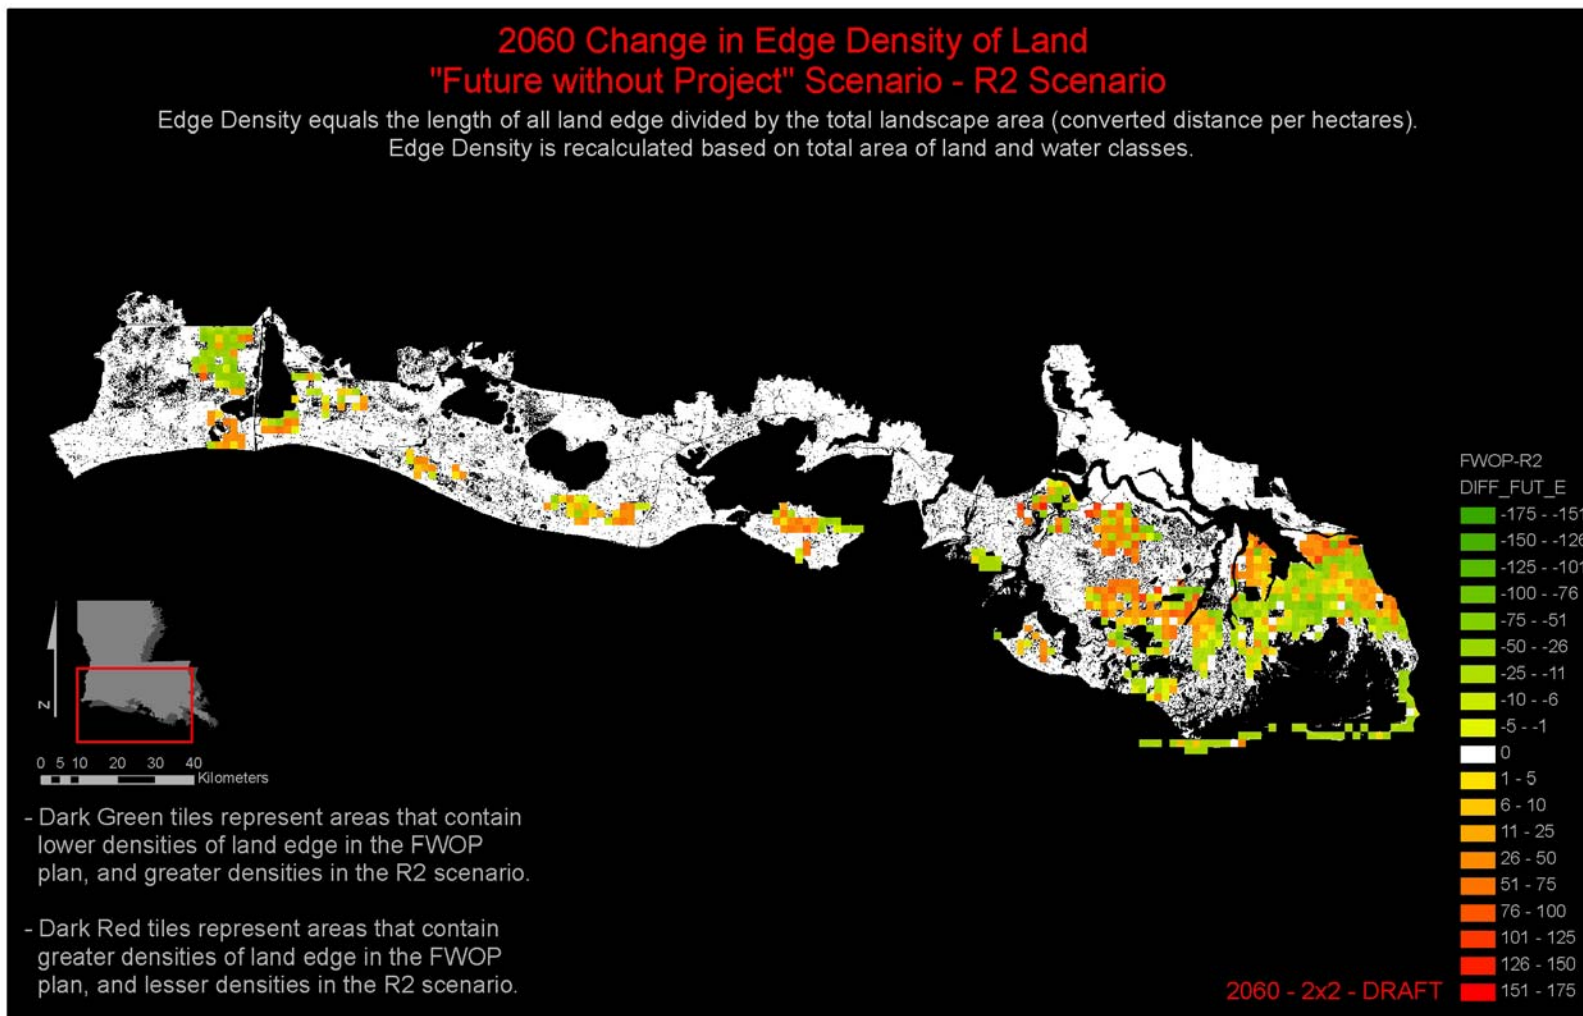 2060 Change in Edge Density of Land
"Future without Project" Scenario - R2 Scenario
Edge Density equals the length of all land edge divided by the total landscape area (converted distance per hectares).
Edge Density is recalculated based on total area of land and water classes.
FWOP-R2
DIFF_FUT_E
-175 - -151
-150 - -126
-125 - -101
-100 - -76
-75 - -51
-50 - -26
-25 - -11
-10 - -6
-5 - -1
0
1 - 5
6 - 10
11 - 25
26 - 50
51 - 75
76 - 100
101 - 125
126 - 150
151 - 175
N
0 5 10 20 30 40
Kilometers
- Dark Green tiles represent areas that contain
lower densities of land edge in the FWOP
plan, and greater densities in the R2 scenario.
- Dark Red tiles represent areas that contain
greater densities of land edge in the FWOP
plan, and lesser densities in the R2 scenario.
2060 - 2x2 - DRAFT